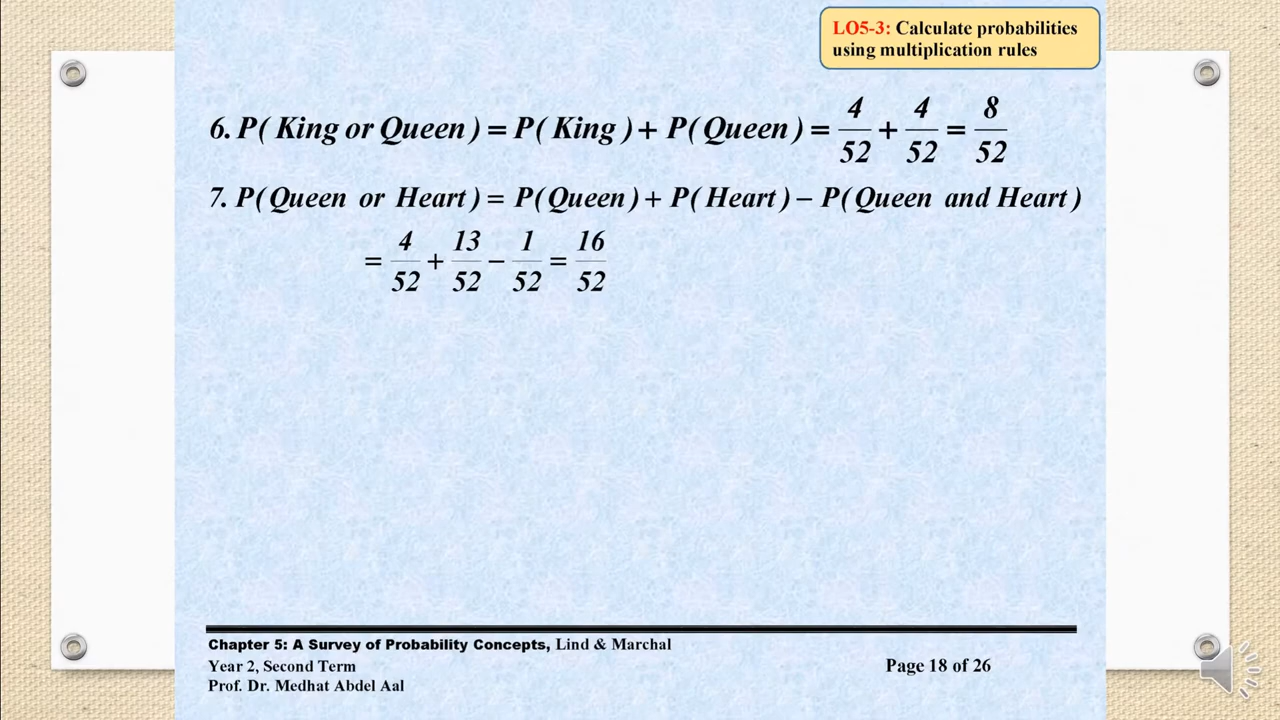 LO5-3: Calculate probabilities
using multiplication rules
6. P( King or Queen ) = P( King ) + P( Queen ) = 4/52 + 4/52 = 8/52
7. P( Queen or Heart ) = P( Queen ) + P( Heart ) − P( Queen and Heart )
= 4/52 + 13/52 − 1/52 = 16/52
Chapter 5: A Survey of Probability Concepts, Lind & Marchal
Year 2, Second Term
Page 18 of 26
Prof. Dr. Medhat Abdel Aal